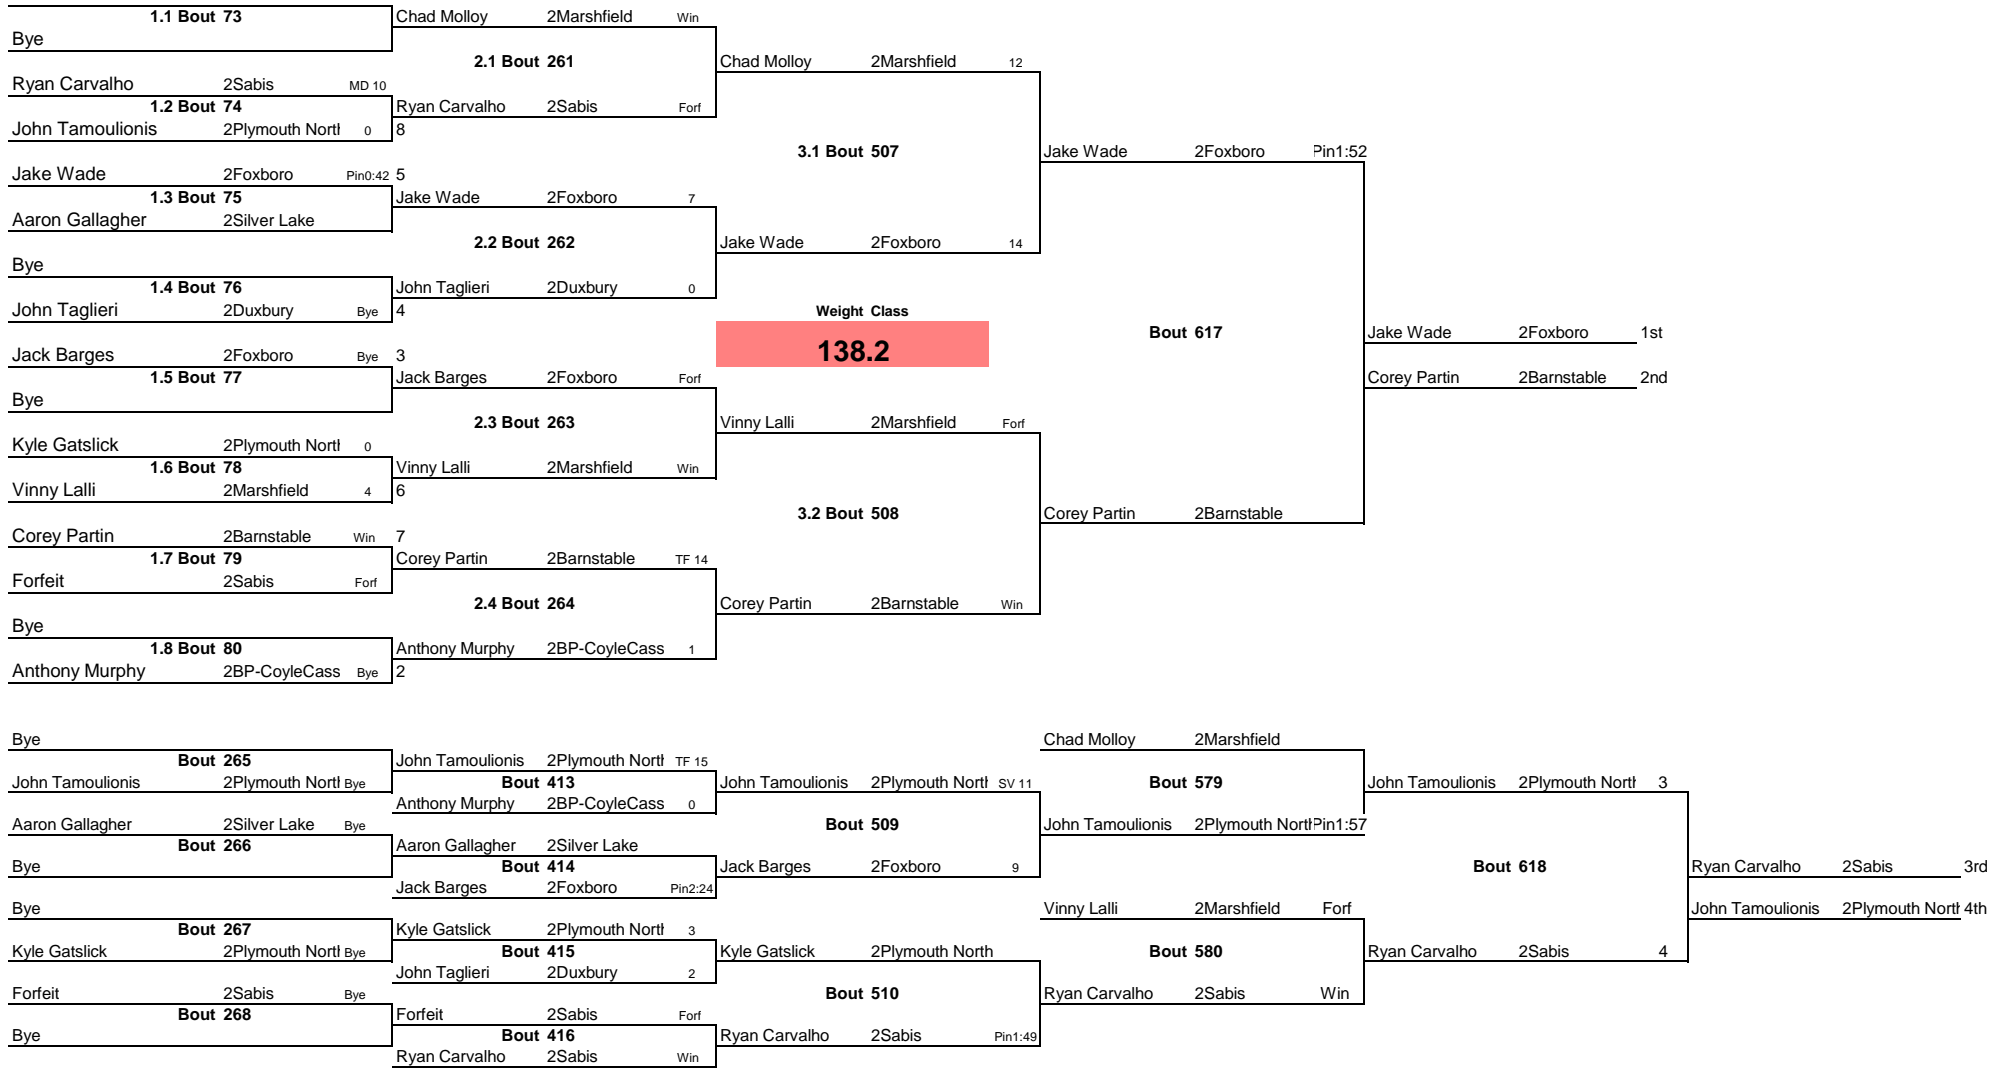 1.1 Bout 73 Chad Molloy 2Marshfield Win
Bye
2.1 Bout 261 Chad Molloy 2Marshfield 12
Ryan Carvalho 2Sabis MD 10
1.2 Bout 74 Ryan Carvalho 2Sabis Forf
John Tamoulionis 2Plymouth North 0 8
3.1 Bout 507 Jake Wade 2Foxboro Pin1:52
Jake Wade 2Foxboro Pin0:42 5
1.3 Bout 75 Jake Wade 2Foxboro 7
Aaron Gallagher 2Silver Lake
2.2 Bout 262 Jake Wade 2Foxboro 14
Bye
1.4 Bout 76 John Taglieri 2Duxbury 0
John Taglieri 2Duxbury Bye 4 Weight Class
Bout 617 Jake Wade 2Foxboro 1st
Jack Barges 2Foxboro Bye 3 138.2
1.5 Bout 77 Jack Barges 2Foxboro Forf Corey Partin 2Barnstable 2nd
Bye
2.3 Bout 263 Vinny Lalli 2Marshfield Forf
Kyle Gatslick 2Plymouth North 0
1.6 Bout 78 Vinny Lalli 2Marshfield Win
Vinny Lalli 2Marshfield 4 6
3.2 Bout 508 Corey Partin 2Barnstable
Corey Partin 2Barnstable Win 7
1.7 Bout 79 Corey Partin 2Barnstable TF 14
Forfeit 2Sabis Forf
2.4 Bout 264 Corey Partin 2Barnstable Win
Bye
1.8 Bout 80 Anthony Murphy 2BP-CoyleCass 1
Anthony Murphy 2BP-CoyleCass Bye 2
Bye Chad Molloy 2Marshfield
Bout 265 John Tamoulionis 2Plymouth North TF 15
John Tamoulionis 2Plymouth North Bye Bout 413 John Tamoulionis 2Plymouth North SV 11 Bout 579 John Tamoulionis 2Plymouth North 3
Anthony Murphy 2BP-CoyleCass 0
Aaron Gallagher 2Silver Lake Bye Bout 509 John Tamoulionis 2Plymouth North Pin1:57
Bout 266 Aaron Gallagher 2Silver Lake
Bye Bout 414 Jack Barges 2Foxboro 9 Bout 618 Ryan Carvalho 2Sabis 3rd
Jack Barges 2Foxboro Pin2:24
Bye Vinny Lalli 2Marshfield Forf John Tamoulionis 2Plymouth North 4th
Bout 267 Kyle Gatslick 2Plymouth North 3
Kyle Gatslick 2Plymouth North Bye Bout 415 Kyle Gatslick 2Plymouth North Bout 580 Ryan Carvalho 2Sabis 4
John Taglieri 2Duxbury 2
Forfeit 2Sabis Bye Bout 510 Ryan Carvalho 2Sabis Win
Bout 268 Forfeit 2Sabis Forf
Bye Bout 416 Ryan Carvalho 2Sabis Pin1:49
Ryan Carvalho 2Sabis Win